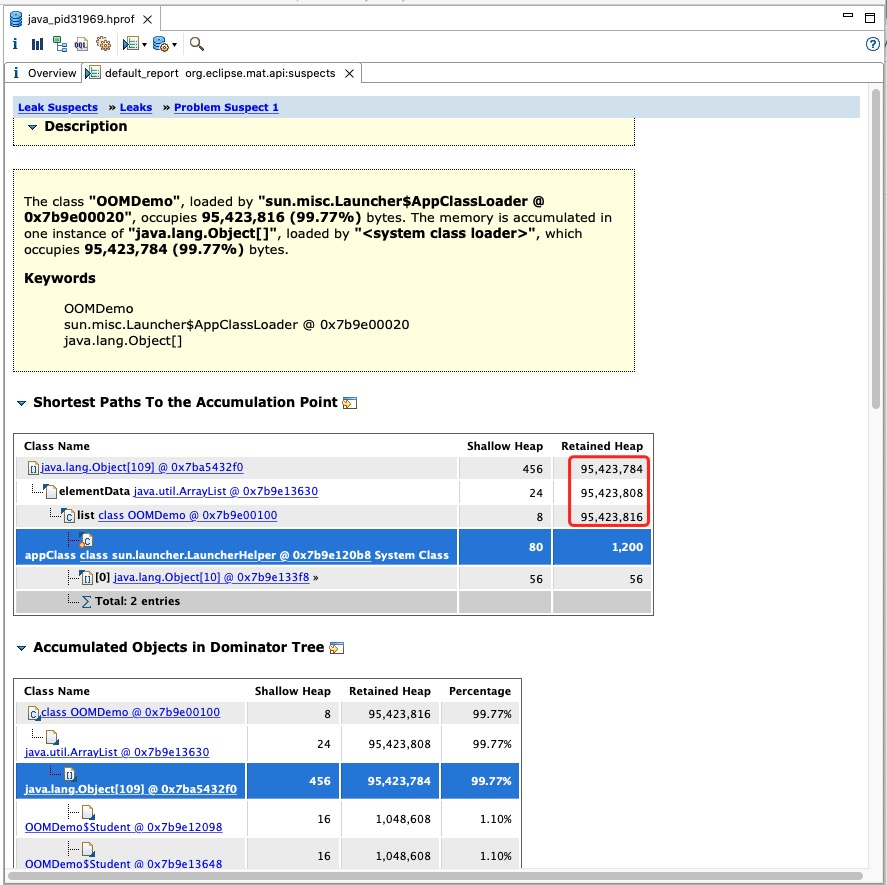 java_pid31969.hprof
i
OQL
i Overview default_report org.eclipse.mat.api:suspects
Leak Suspects » Leaks » Problem Suspect 1
Description
The class "OOMDemo", loaded by "sun.misc.Launcher$AppClassLoader @
0x7b9e00020", occupies 95,423,816 (99.77%) bytes. The memory is accumulated in
one instance of "java.lang.Object[]", loaded by "<system class loader>", which
occupies 95,423,784 (99.77%) bytes.
Keywords
OOMDemo
sun.misc.Launcher$AppClassLoader @ 0x7b9e00020
java.lang.Object[]
Shortest Paths To the Accumulation Point
Class Name Shallow Heap Retained Heap
java.lang.Object[109] @ 0x7ba5432f0 456 95,423,784
elementData java.util.ArrayList @ 0x7b9e13630 24 95,423,808
list class OOMDemo @ 0x7b9e00100 8 95,423,816
appClass class sun.launcher.LauncherHelper @ 0x7b9e120b8 System Class 80 1,200
[0] java.lang.Object[10] @ 0x7b9e133f8 » 56 56
Total: 2 entries
Accumulated Objects in Dominator Tree
Class Name Shallow Heap Retained Heap Percentage
class OOMDemo @ 0x7b9e00100 8 95,423,816 99.77%
java.util.ArrayList @ 0x7b9e13630 24 95,423,808 99.77%
java.lang.Object[109] @ 0x7ba5432f0 456 95,423,784 99.77%
OOMDemo$Student @ 0x7b9e12098 16 1,048,608 1.10%
OOMDemo$Student @ 0x7b9e13648 16 1,048,608 1.10%